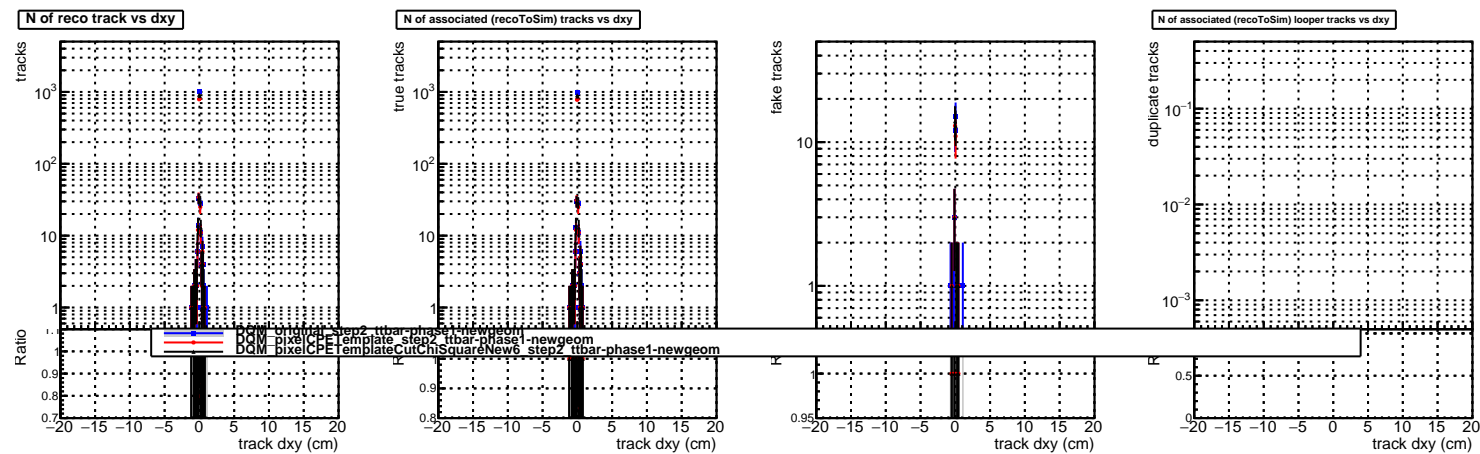 N of reco track vs dxy
N of associated (recoToSim) tracks vs dxy
N of associated (recoToSim) looper tracks vs dxy
tracks
10³
10²
10
1
true tracks
10³
10²
10
1
fake tracks
10
1
duplicate tracks
10⁻¹
10⁻²
10⁻³
DQM_original_step2_ttbar-phase1-newgeom
DQM_pixelCPETemplate_step2_ttbar-phase1-newgeom
DQM_pixelCPETemplateCutChiSquareNew6_step2_ttbar-phase1-newgeom
Ratio
1
0.9
0.8
0.7
−20 −15 −10 −5 0 5 10 15 20
track dxy (cm)
1
0.9
0.8
−20 −15 −10 −5 0 5 10 15 20
track dxy (cm)
1
0.95
−20 −15 −10 −5 0 5 10 15 20
track dxy (cm)
0.5
0
−20 −15 −10 −5 0 5 10 15 20
track dxy (cm)